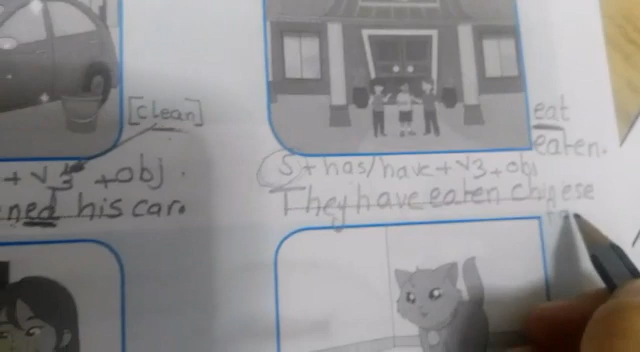 [clean]
eat
eaten.
+ V3 + obj.
S + has/have + V3 + obj
ned his car.
They have eaten chinese